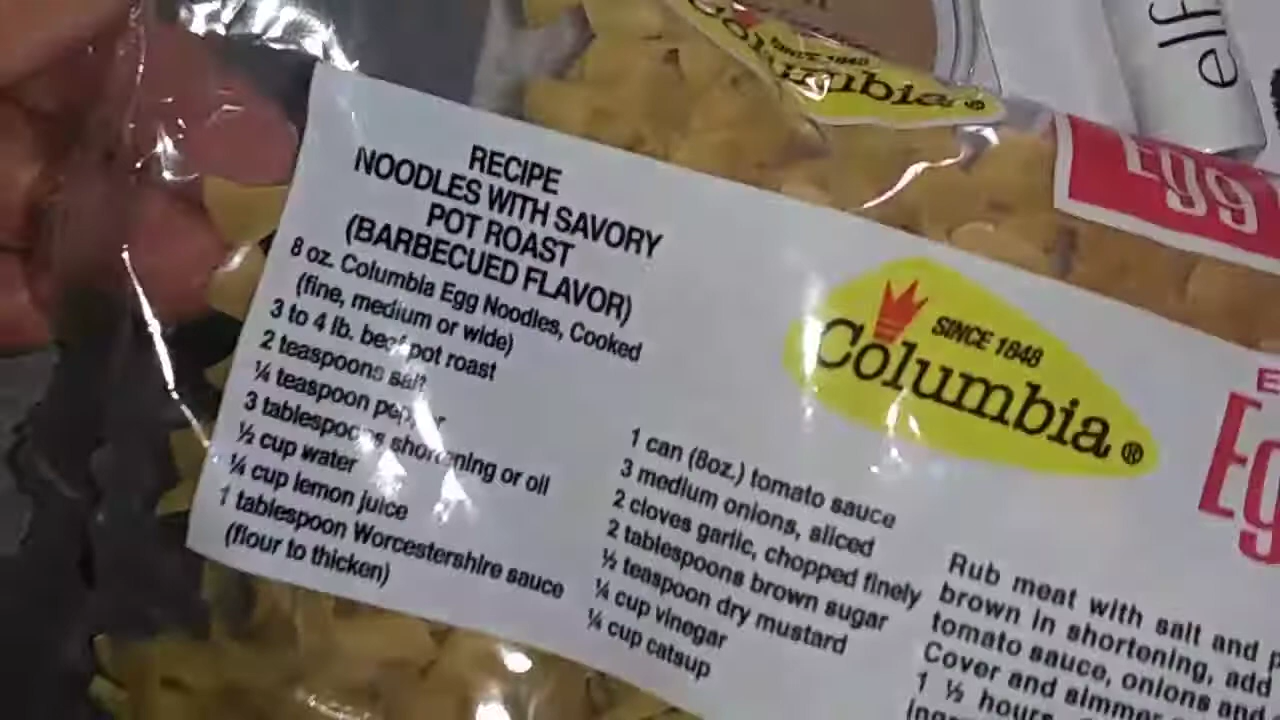 elf
SINCE 1848
Columbia®
Egg
RECIPE
NOODLES WITH SAVORY
POT ROAST
(BARBECUED FLAVOR)
8 oz. Columbia Egg Noodles, Cooked
(fine, medium or wide)
3 to 4 lb. beef pot roast
2 teaspoons salt
¼ teaspoon pepper
3 tablespoons shortening or oil
½ cup water
¼ cup lemon juice
1 tablespoon Worcestershire sauce
(flour to thicken)
1 can (8oz.) tomato sauce
3 medium onions, sliced
2 cloves garlic, chopped finely
2 tablespoons brown sugar
½ teaspoon dry mustard
¼ cup vinegar
¼ cup catsup
SINCE 1848
Columbia®
Eg
Rub meat with salt and p
brown in shortening, add
tomato sauce, onions and
Cover and simmer
1 ½ hours